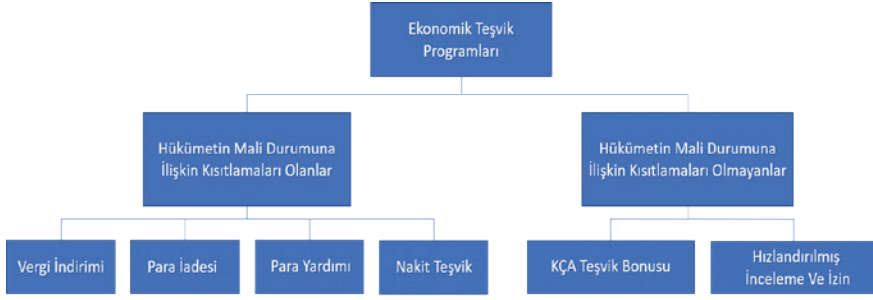 Ekonomik Teşvik
Programları
Hükümetin Mali Durumuna
İlişkin Kısıtlamaları Olanlar
Hükümetin Mali Durumuna
İlişkin Kısıtlamaları Olmayanlar
Vergi İndirimi
Para İadesi
Para Yardımı
Nakit Teşvik
KÇA Teşvik Bonusu
Hızlandırılmış
İnceleme Ve İzin